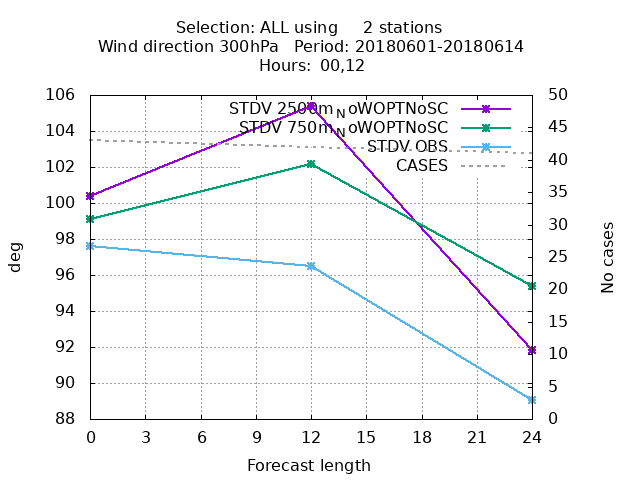 Selection: ALL using     2 stations
Wind direction 300hPa   Period: 20180601-20180614
Hours:  00,12
STDV 2500m_NoWOPTNoSC
STDV 750m_NoWOPTNoSC
STDV OBS
CASES
106
104
102
100
98
96
94
92
90
88
deg
50
45
40
35
30
25
20
15
10
5
0
No cases
0 3 6 9 12 15 18 21 24
Forecast length